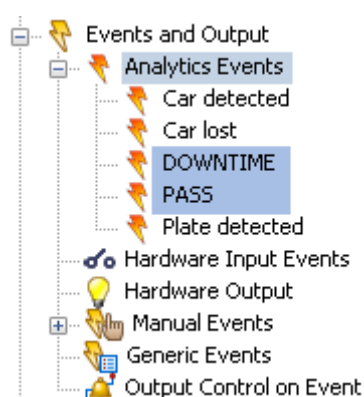 Events and Output
Analytics Events
Car detected
Car lost
DOWNTIME
PASS
Plate detected
Hardware Input Events
Hardware Output
Manual Events
Generic Events
Output Control on Event